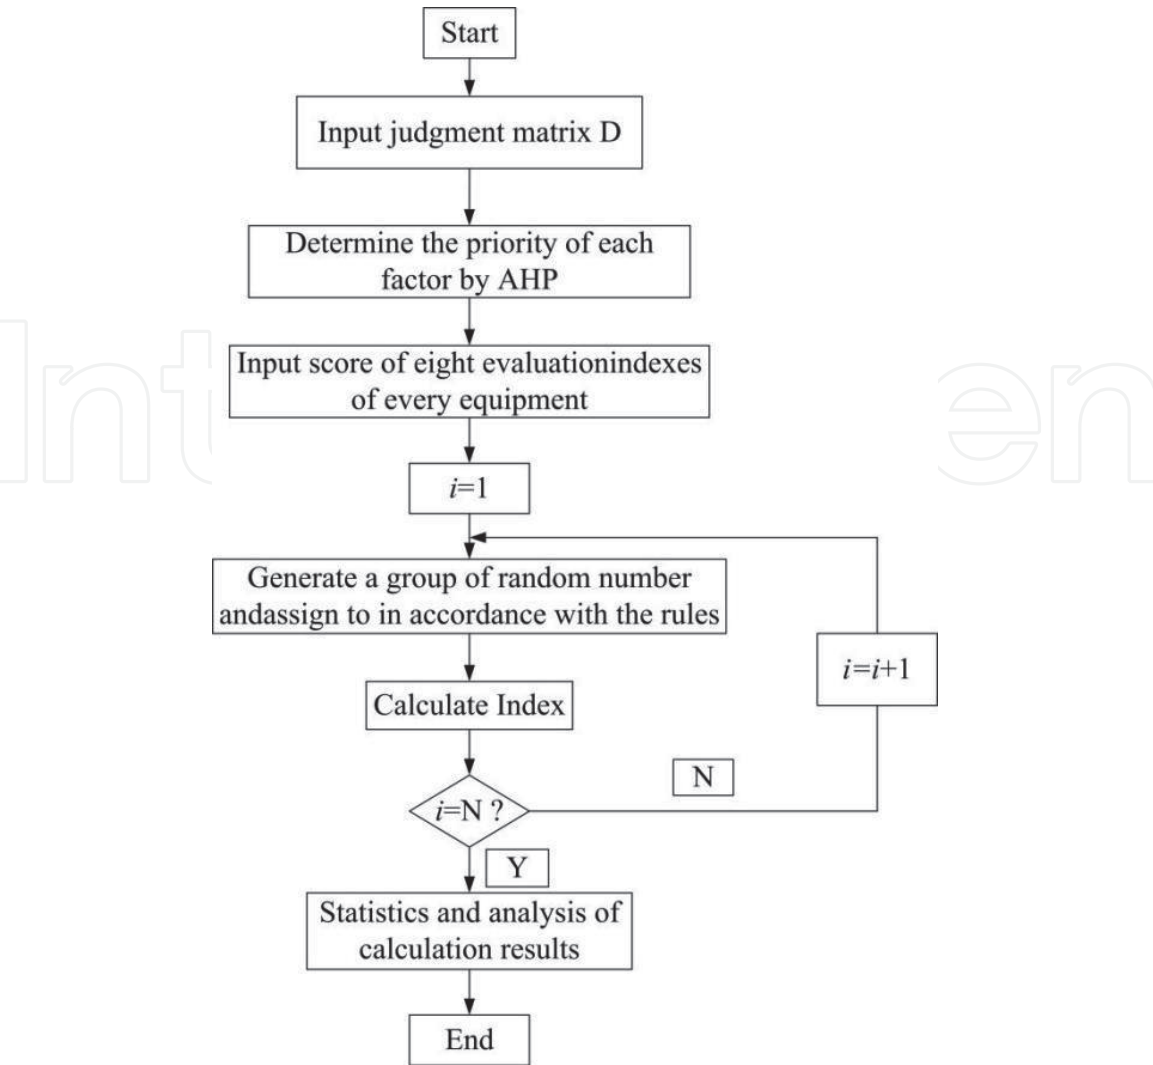 Start
Input judgment matrix D
Determine the priority of each
factor by AHP
Input score of eight evaluationindexes
of every equipment
i=1
Generate a group of random number
andassign to in accordance with the rules
i=i+1
Calculate Index
N
i=N ?
Y
Statistics and analysis of
calculation results
End
Int
en